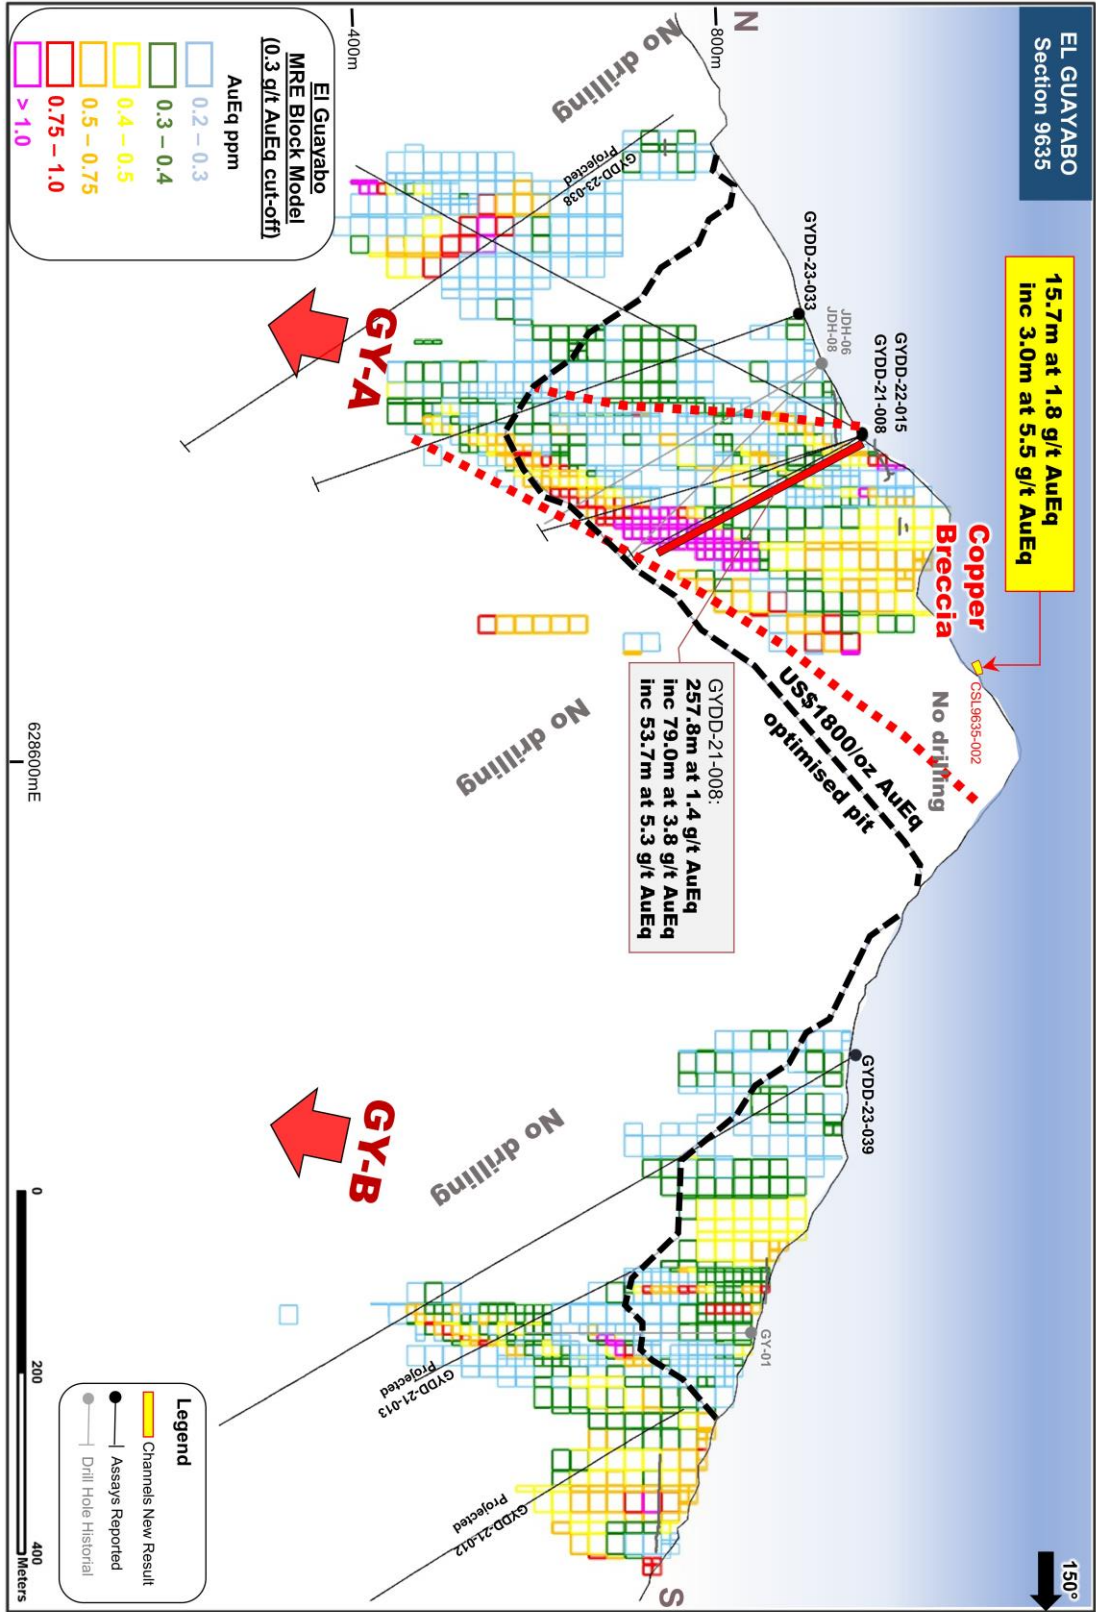 EL GUAYABO
Section 9635
15.7m at 1.8 g/t AuEq
inc 3.0m at 5.5 g/t AuEq
150°
N
800m
400m
No drilling
GYDD-23-038
Projected
GYDD-23-033
JDH-06
JDH-08
GYDD-22-015
GYDD-21-008
Copper
Breccia
CSL9635-002
No drilling
US$1800/oz AuEq
optimised pit
GYDD-21-008:
257.8m at 1.4 g/t AuEq
inc 79.0m at 3.8 g/t AuEq
inc 53.7m at 5.3 g/t AuEq
No drilling
GY-A
628600mE
GYDD-23-039
No drilling
GY-B
GY-01
GYDD-21-013
Projected
GYDD-21-012
Projected
S
El Guayabo
MRE Block Model
(0.3 g/t AuEq cut-off)
AuEq ppm
0.2 – 0.3
0.3 – 0.4
0.4 – 0.5
0.5 – 0.75
0.75 – 1.0
> 1.0
0 200 400
Meters
Legend
Channels New Result
Assays Reported
Drill Hole Historial